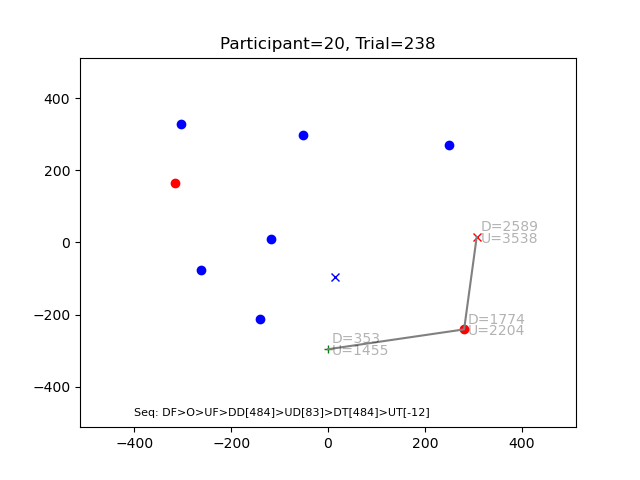 Participant=20, Trial=238
400
200
0
−200
−400
−400
−200
0
200
400
D=2589
U=3538
D=1774
U=2204
D=353
U=1455
Seq: DF>O>UF>DD[484]>UD[83]>DT[484]>UT[-12]